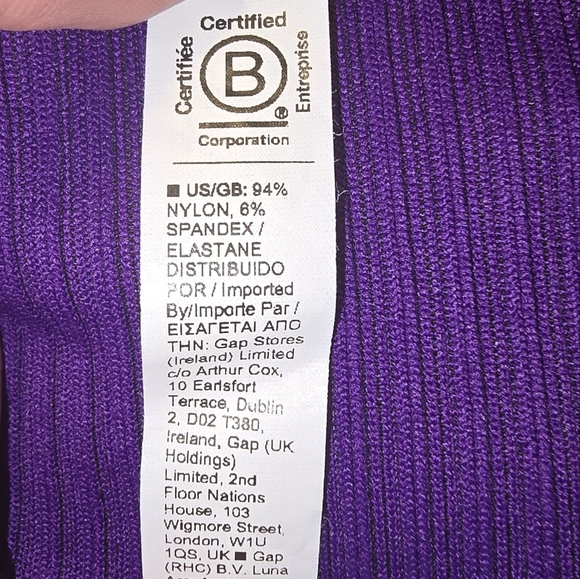 Certified
Certifiée
B
Entreprise
®
Corporation
■ US/GB: 94%
NYLON, 6%
SPANDEX /
ELASTANE
DISTRIBUIDO
POR / Imported
By/Importe Par /
ΕΙΣΑΓΕΤΑΙ ΑΠΟ
ΤΗΝ: Gap Stores
(Ireland) Limited
c/o Arthur Cox,
10 Earlsfort
Terrace, Dublin
2, D02 T380,
Ireland, Gap (UK
Holdings)
Limited, 2nd
Floor Nations
House, 103
Wigmore Street,
London, W1U
1QS, UK ■ Gap
(RHC) B.V. Luna